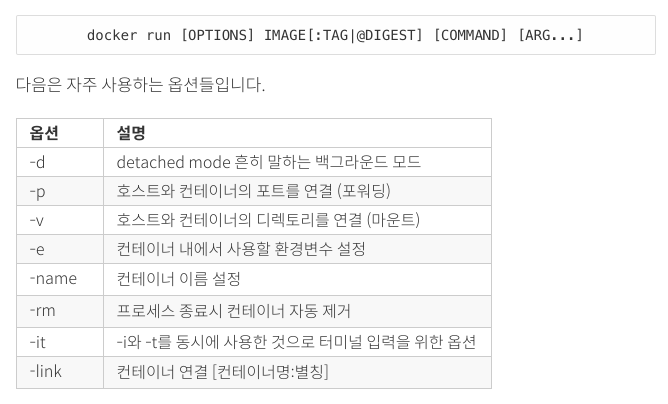 docker run [OPTIONS] IMAGE[:TAG|@DIGEST] [COMMAND] [ARG...]
다음은 자주 사용하는 옵션들입니다.
옵션 설명
-d detached mode 흔히 말하는 백그라운드 모드
-p 호스트와 컨테이너의 포트를 연결 (포워딩)
-v 호스트와 컨테이너의 디렉토리를 연결 (마운트)
-e 컨테이너 내에서 사용할 환경변수 설정
-name 컨테이너 이름 설정
-rm 프로세스 종료시 컨테이너 자동 제거
-it -i와 -t를 동시에 사용한 것으로 터미널 입력을 위한 옵션
-link 컨테이너 연결 [컨테이너명:별칭]